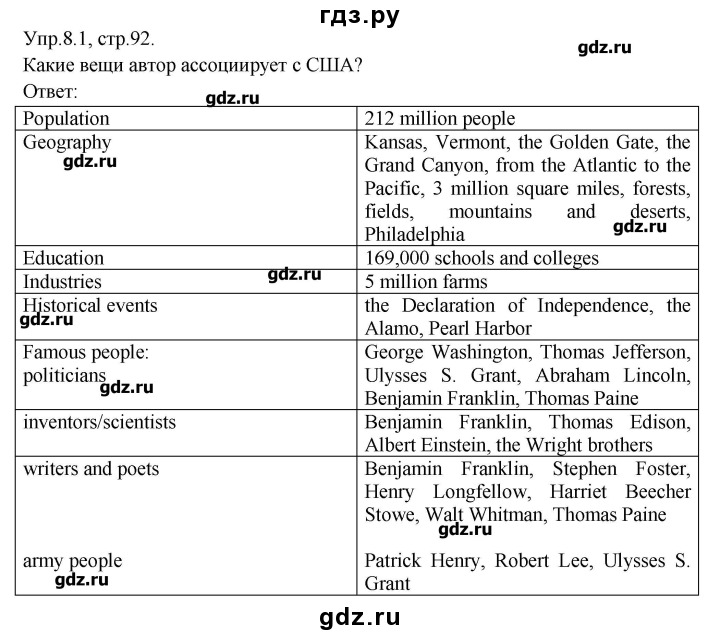 гдз.ру
Упр.8.1, стр.92.
gdz.ru
Какие вещи автор ассоциирует с США?
Ответ:
gdz.ru
Population 212 million people
Geography Kansas, Vermont, the Golden Gate, the
gdz.ru Grand Canyon, from the Atlantic to the
Pacific, 3 million square miles, forests,
fields, mountains and deserts,
gdz.ru
Philadelphia
Education 169,000 schools and colleges
gdz.ru
Industries 5 million farms
Historical events the Declaration of Independence, the
gdz.ru
Alamo, Pearl Harbor
Famous people: George Washington, Thomas Jefferson,
politicians Ulysses S. Grant, Abraham Lincoln,
gdz.ru
Benjamin Franklin, Thomas Paine
inventors/scientists Benjamin Franklin, Thomas Edison,
Albert Einstein, the Wright brothers
writers and poets Benjamin Franklin, Stephen Foster,
Henry Longfellow, Harriet Beecher
Stowe, Walt Whitman, Thomas Paine
gdz.ru
army people Patrick Henry, Robert Lee, Ulysses S.
gdz.ru Grant
gdz.ru